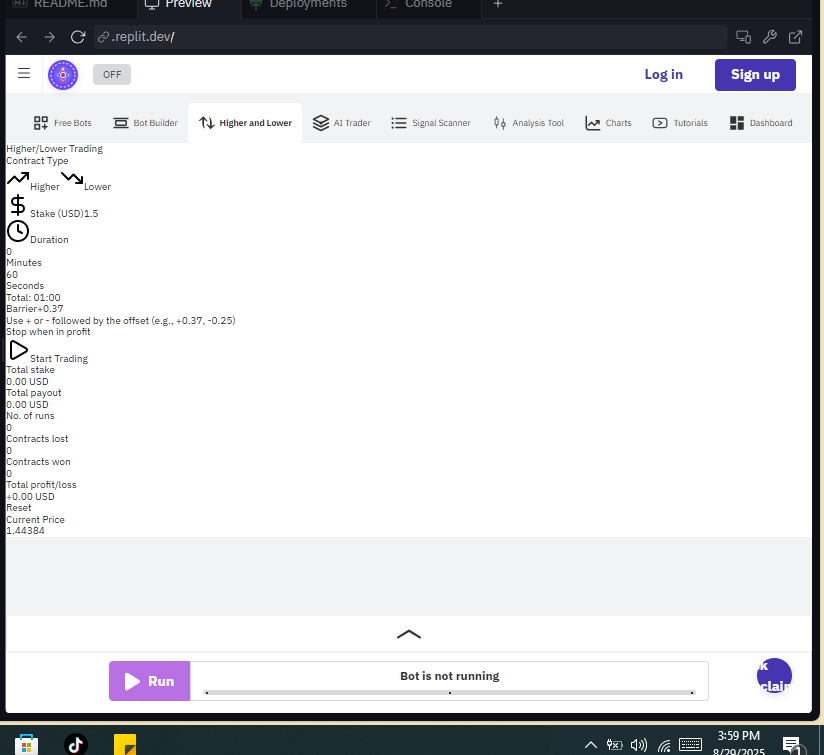 README.md
Preview
Deployments
Console
.replit.dev/
OFF
Log in
Sign up
Free Bots
Bot Builder
Higher and Lower
AI Trader
Signal Scanner
Analysis Tool
Charts
Tutorials
Dashboard
Higher/Lower Trading
Contract Type
Higher Lower
Stake (USD)1.5
Duration
0
Minutes
60
Seconds
Total: 01:00
Barrier+0.37
Use + or - followed by the offset (e.g., +0.37, -0.25)
Stop when in profit
Start Trading
Total stake
0.00 USD
Total payout
0.00 USD
No. of runs
0
Contracts lost
0
Contracts won
0
Total profit/loss
+0.00 USD
Reset
Current Price
1.44384
Run
Bot is not running
3:59 PM
8/29/2025
1